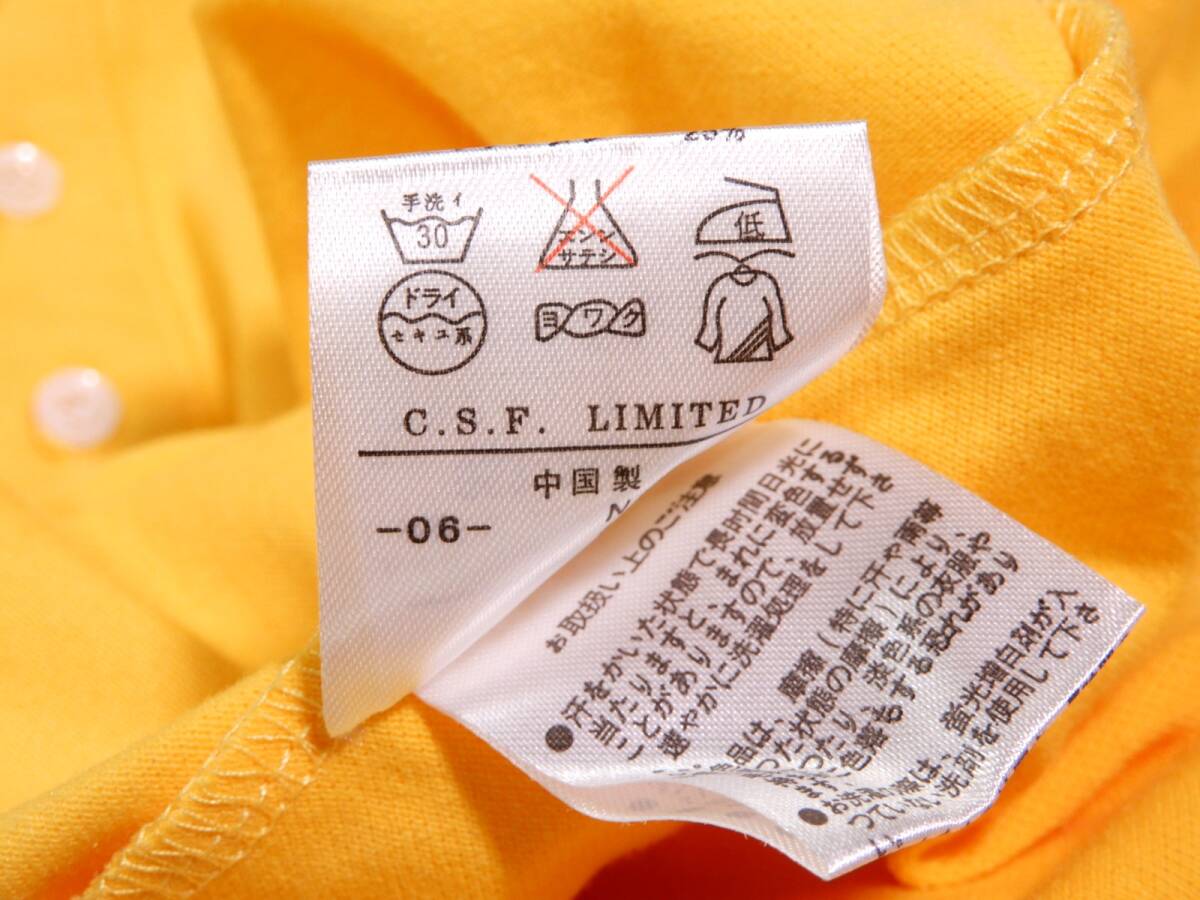 手洗イ
30
エンソ
サラシ
低
ドライ
セキユ系
ヨワク
C.S.F. LIMITED
中国製
-06-
お取扱い上のご注意
●汗をかいた状態で長時間日光に
当たりますと、まれに変色する
ことがありますので、放置せず
速やかに洗濯処理をして下さ
品は、摩擦(特に汗や雨等
った状態の摩擦)により、
ったり、淡色系の衣服や
色落ちする恐れがあり
ます。
●お洗濯の際は、蛍光増白剤が入
っていない洗剤を使用して下さ